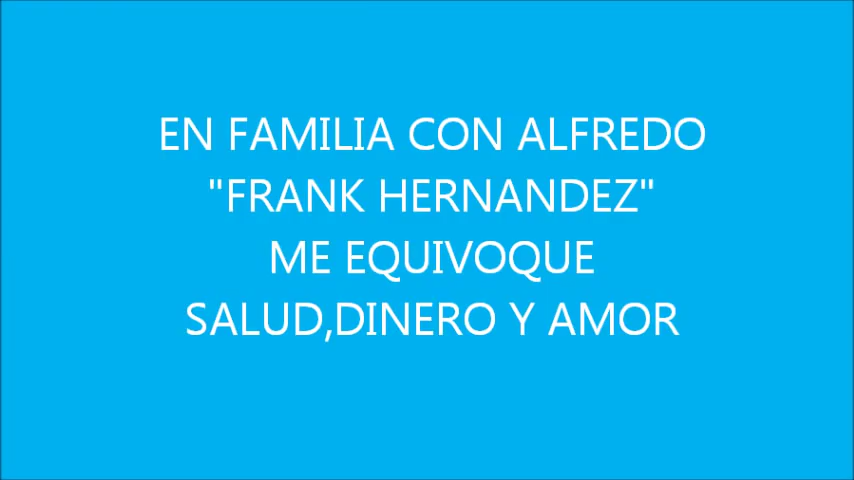 EN FAMILIA CON ALFREDO
"FRANK HERNANDEZ"
ME EQUIVOQUE
SALUD,DINERO Y AMOR